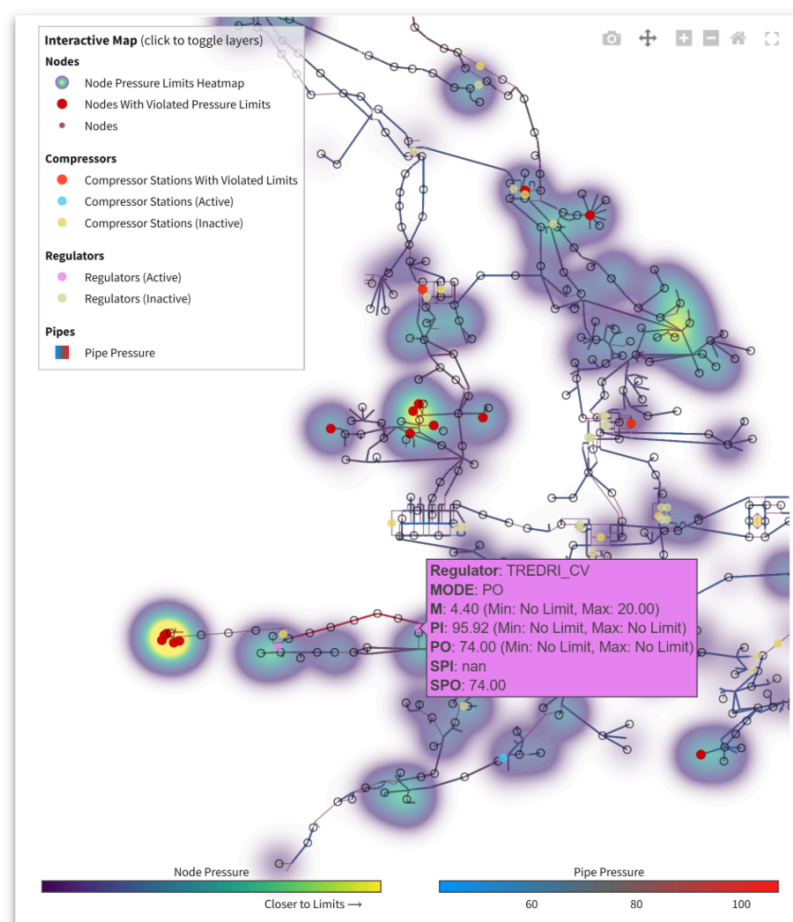 Interactive Map (click to toggle layers)
Nodes
Node Pressure Limits Heatmap
Nodes With Violated Pressure Limits
Nodes
Compressors
Compressor Stations With Violated Limits
Compressor Stations (Active)
Compressor Stations (Inactive)
Regulators
Regulators (Active)
Regulators (Inactive)
Pipes
Pipe Pressure
Regulator: TREDRI_CV
MODE: PO
M: 4.40 (Min: No Limit, Max: 20.00)
PI: 95.92 (Min: No Limit, Max: No Limit)
PO: 74.00 (Min: No Limit, Max: No Limit)
SPI: nan
SPO: 74.00
Node Pressure
Closer to Limits →
Pipe Pressure
60 80 100